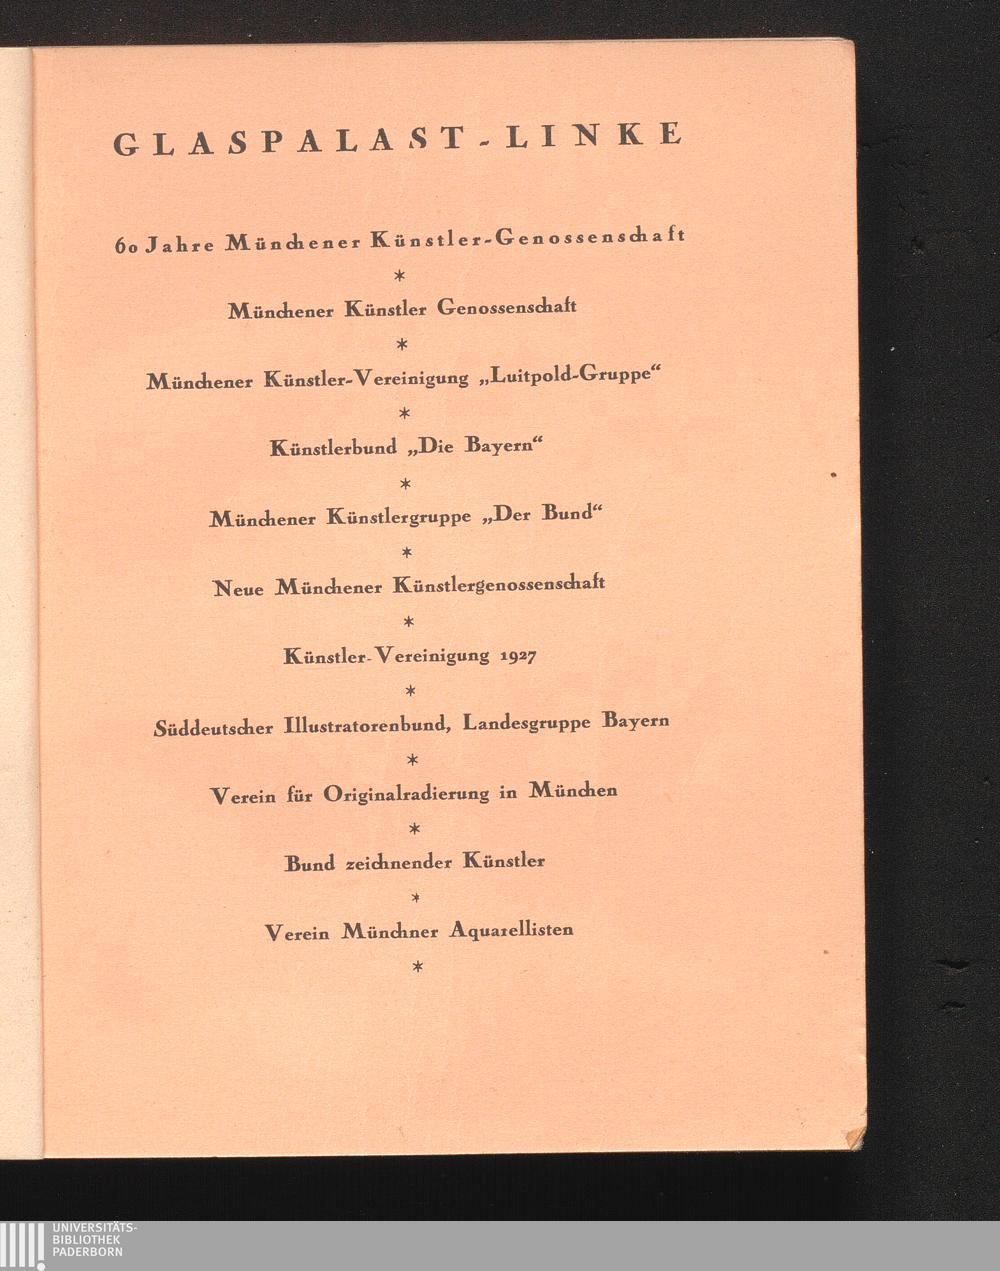 GLASPALAST-LINKE
60 Jahre Münchener Künstler-Genossenschaft
*
Münchener Künstler Genossenschaft
*
Münchener Künstler-Vereinigung „Luitpold-Gruppe“
*
Künstlerbund „Die Bayern“
*
Münchener Künstlergruppe „Der Bund“
*
Neue Münchener Künstlergenossenschaft
*
Künstler-Vereinigung 1927
*
Süddeutscher Illustratorenbund, Landesgruppe Bayern
*
Verein für Originalradierung in München
*
Bund zeichnender Künstler
*
Verein Münchner Aquarellisten
*
UNIVERSITÄTS-
BIBLIOTHEK
PADERBORN